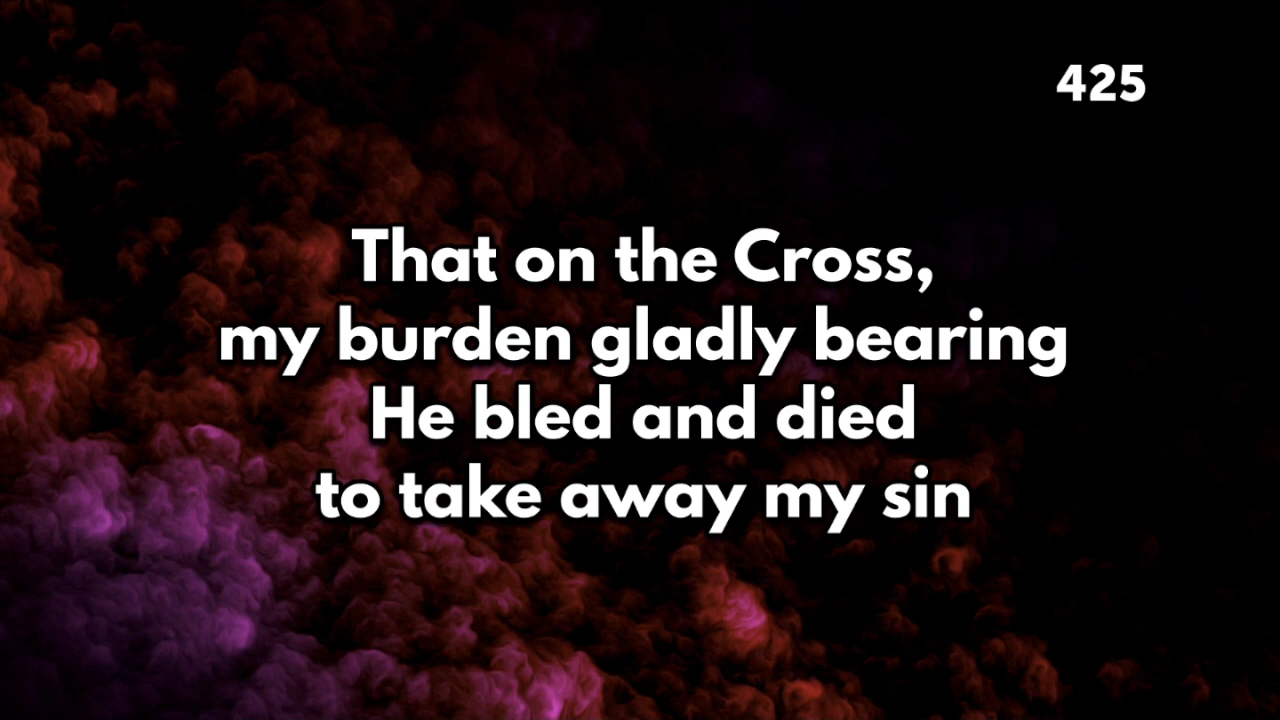 425
That on the Cross,
my burden gladly bearing
He bled and died
to take away my sin